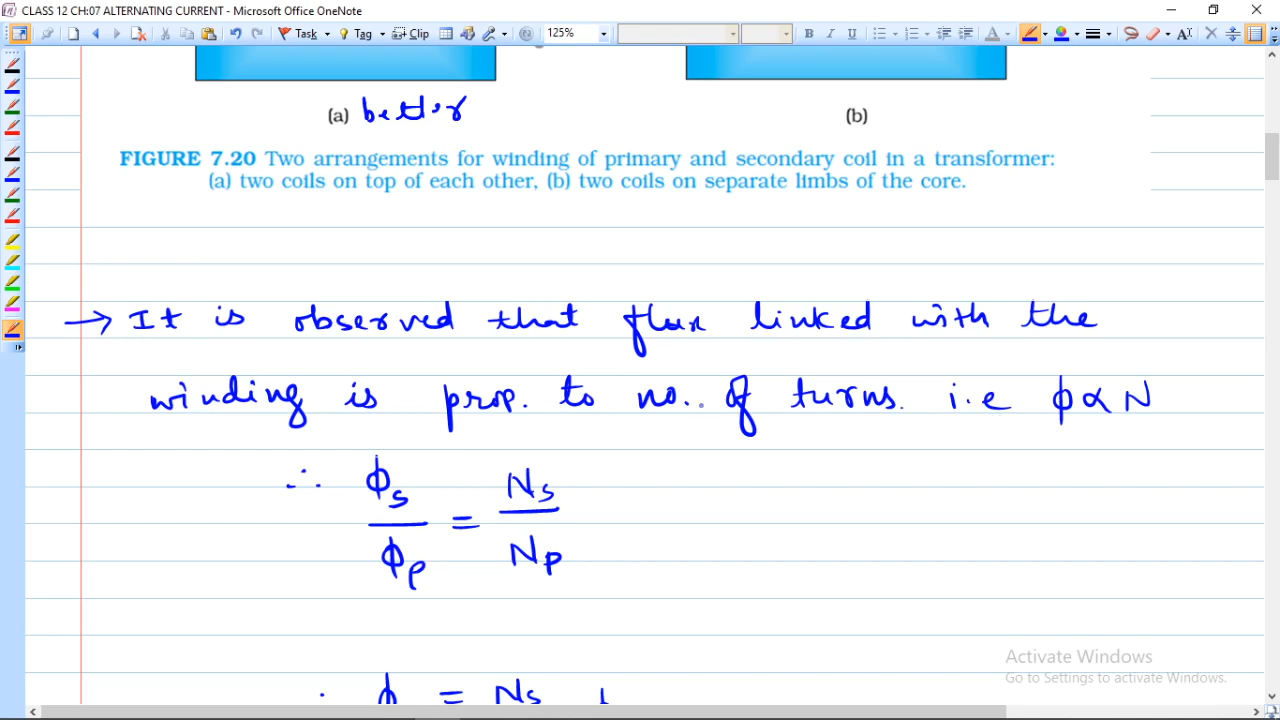 CLASS 12 CH:07 ALTERNATING CURRENT - Microsoft Office OneNote
Task Tag Clip 125% B I U A
(a) better (b)
FIGURE 7.20 Two arrangements for winding of primary and secondary coil in a transformer:
(a) two coils on top of each other, (b) two coils on separate limbs of the core.
→ It is observed that flux linked with the
winding is prop. to no. of turns. i.e ϕ∝N
∴ ϕs/ϕp = Ns/Np
Activate Windows
Go to Settings to activate Windows.
∴ ϕ = Ns